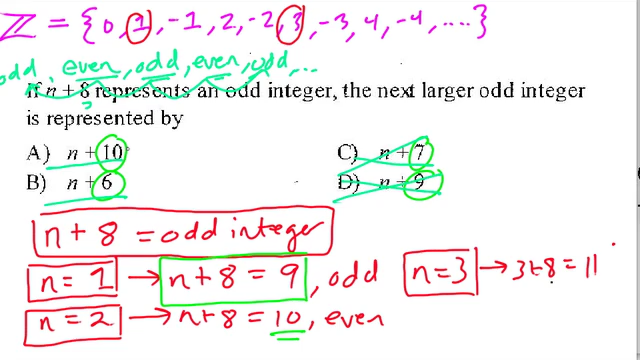 ℤ = {0, 1, -1, 2, -2, 3, -3, 4, -4, ....}
odd, even, odd, even, odd, ...
If n + 8 represents an odd integer, the next larger odd integer
is represented by
A) n + 10
C) n + 7
B) n + 6
D) n + 9
n + 8 = odd integer
n = 1 → n + 8 = 9, odd
n = 3 → 3 + 8 = 11
n = 2 → n + 8 = 10, even